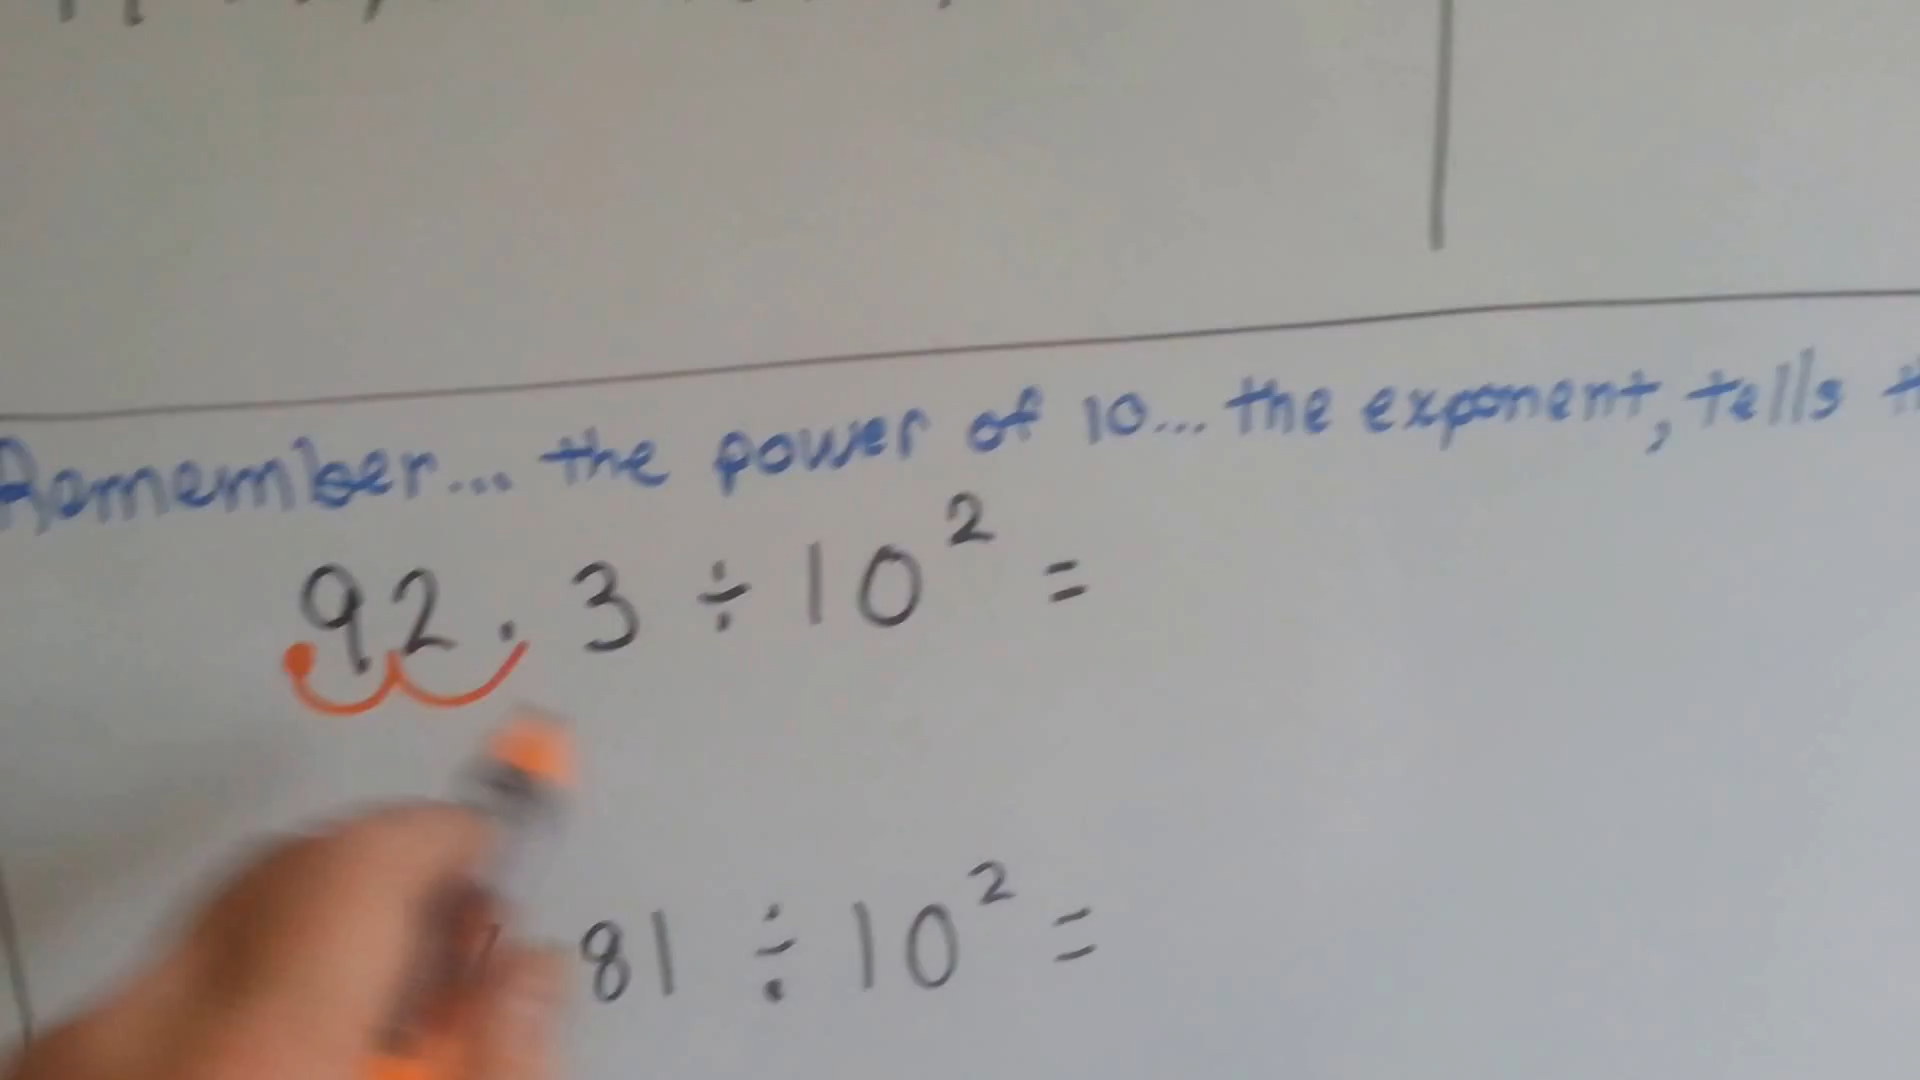 Remember... the power of 10... the exponent, tells
92.3 ÷ 10² =
81 ÷ 10² =